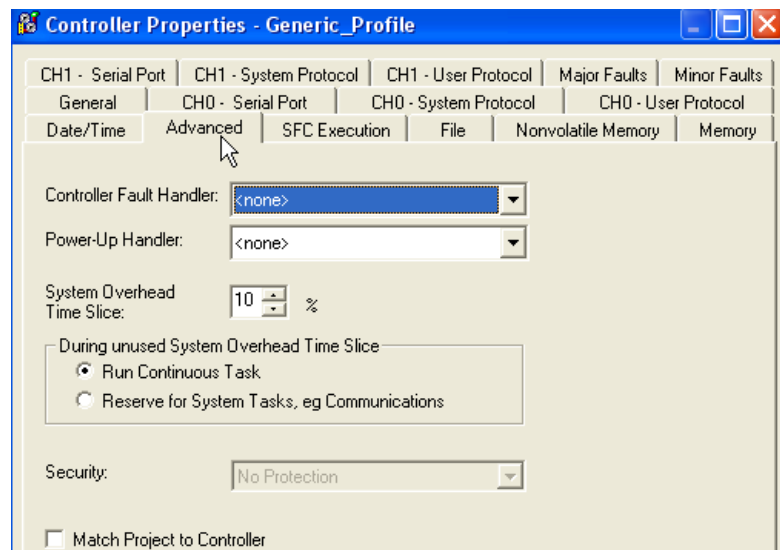 Controller Properties - Generic_Profile
CH1 - Serial Port CH1 - System Protocol CH1 - User Protocol Major Faults Minor Faults
General CH0 - Serial Port CH0 - System Protocol CH0 - User Protocol
Date/Time Advanced SFC Execution File Nonvolatile Memory Memory
Controller Fault Handler: <none>
Power-Up Handler: <none>
System Overhead
Time Slice: 10 %
During unused System Overhead Time Slice
Run Continuous Task
Reserve for System Tasks, eg Communications
Security: No Protection
Match Project to Controller